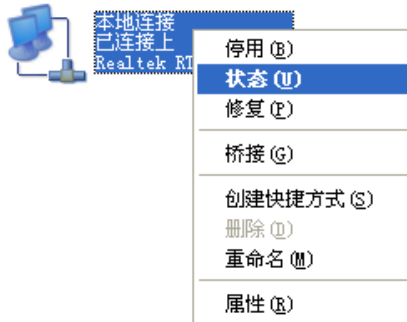 本地连接
已连接上
Realtek RT
停用(B)
状态(U)
修复(P)
桥接(G)
创建快捷方式(S)
删除(D)
重命名(M)
属性(R)